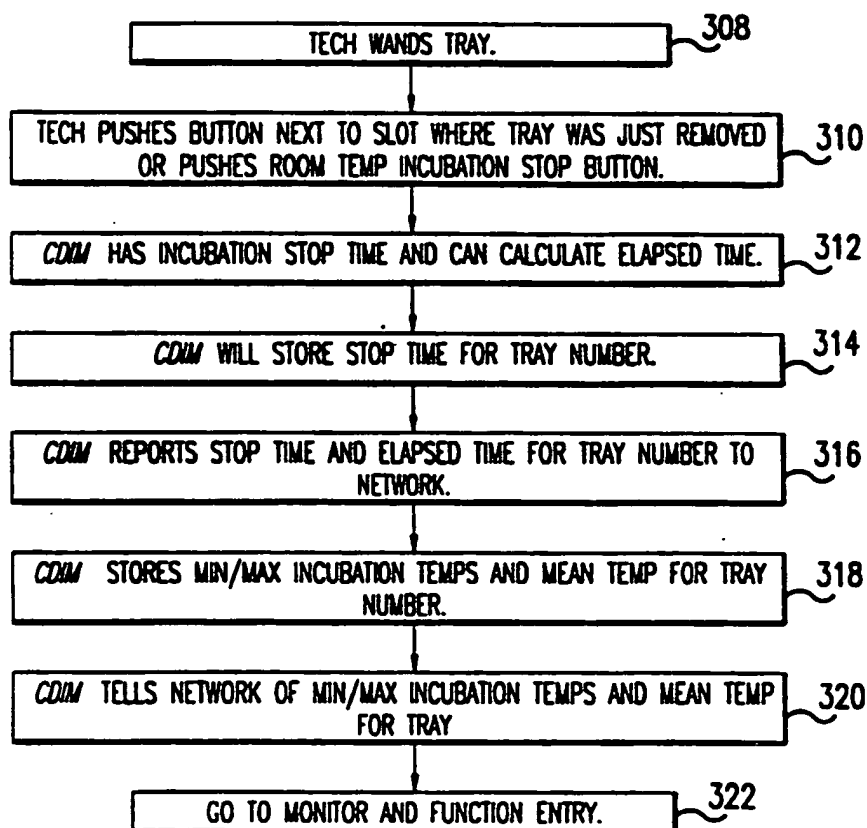 TECH WANDS TRAY.
308
TECH PUSHES BUTTON NEXT TO SLOT WHERE TRAY WAS JUST REMOVED
OR PUSHES ROOM TEMP INCUBATION STOP BUTTON.
310
CDIM HAS INCUBATION STOP TIME AND CAN CALCULATE ELAPSED TIME.
312
CDIM WILL STORE STOP TIME FOR TRAY NUMBER.
314
CDIM REPORTS STOP TIME AND ELAPSED TIME FOR TRAY NUMBER TO
NETWORK.
316
CDIM STORES MIN/MAX INCUBATION TEMPS AND MEAN TEMP FOR TRAY
NUMBER.
318
CDIM TELLS NETWORK OF MIN/MAX INCUBATION TEMPS AND MEAN TEMP
FOR TRAY
320
GO TO MONITOR AND FUNCTION ENTRY.
322